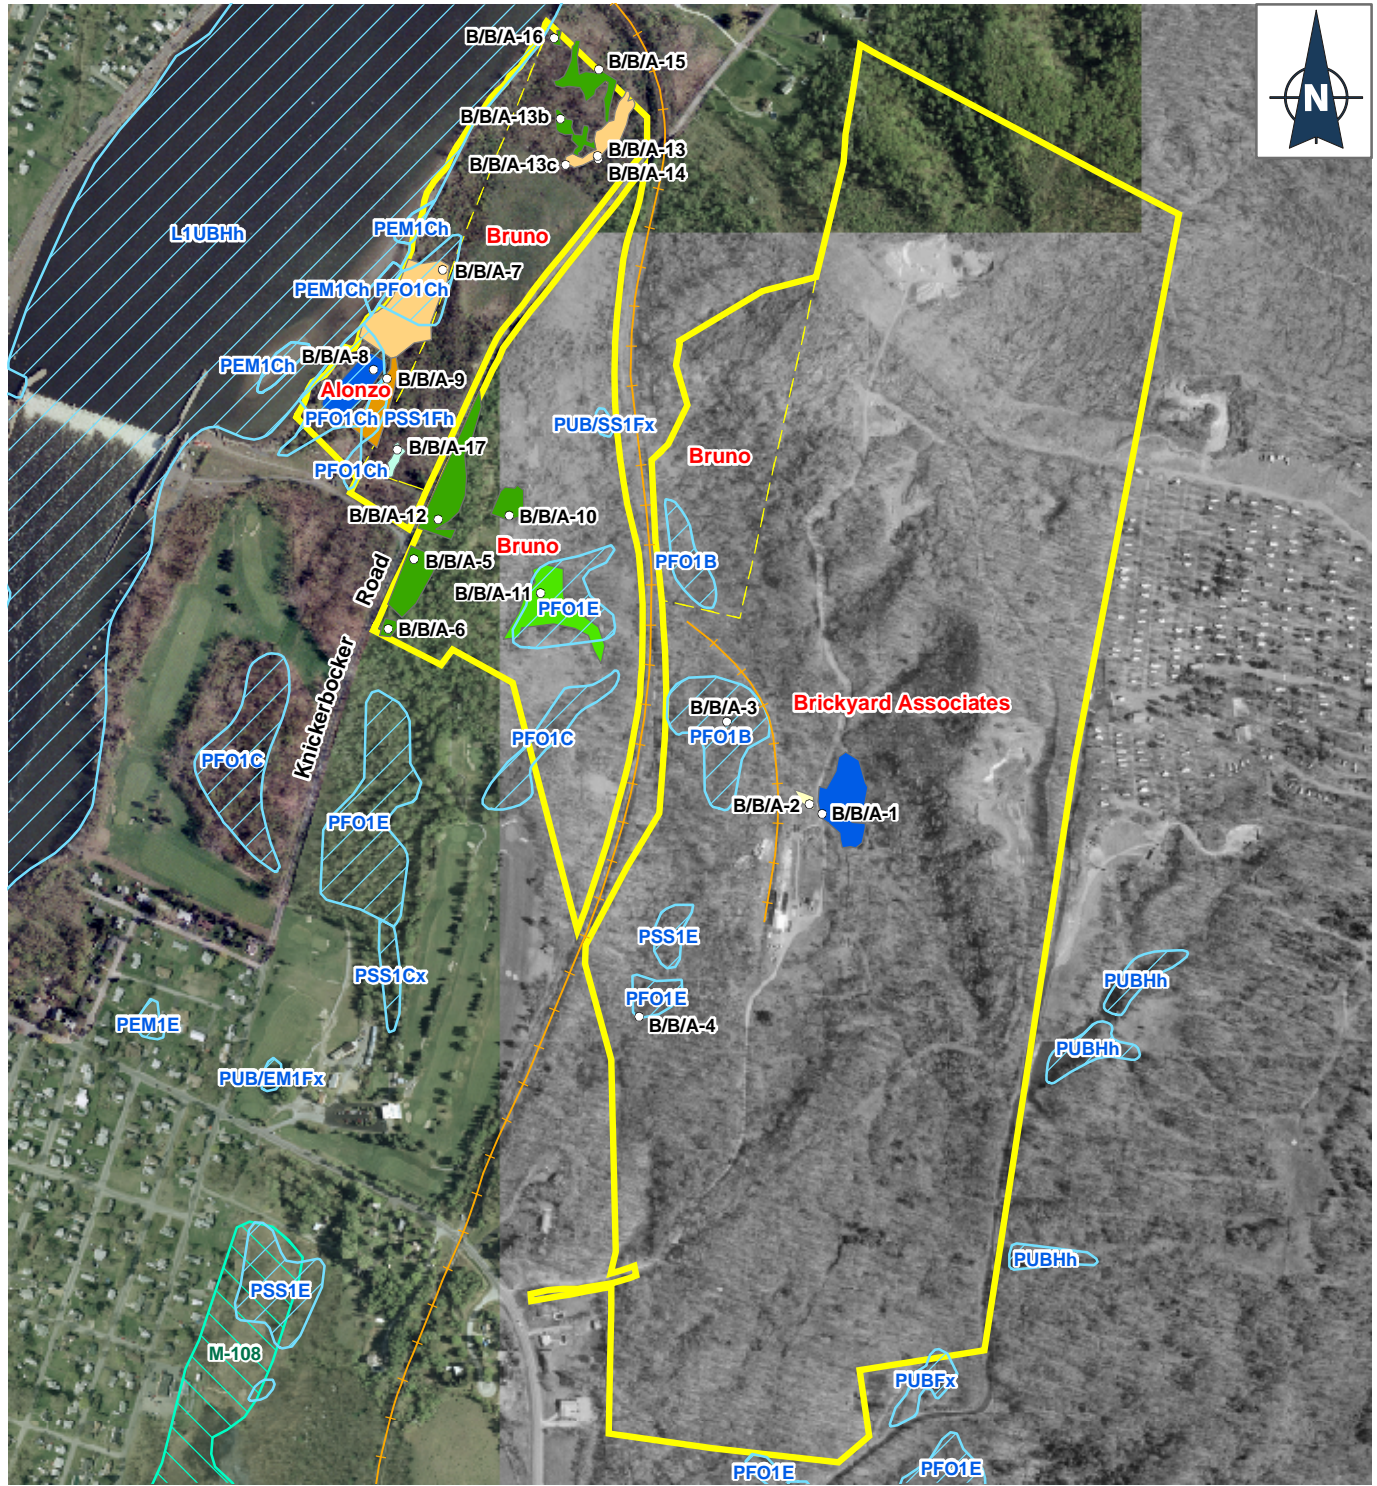 N
B/B/A-16
B/B/A-15
B/B/A-13b
B/B/A-13
B/B/A-13c
B/B/A-14
L1UBHh
PEM1Ch
Bruno
B/B/A-7
PEM1Ch
PFO1Ch
B/B/A-8
PEM1Ch
B/B/A-9
Alonzo
PFO1Ch
PSS1Fh
PUB/SS1Fx
B/B/A-17
Bruno
PFO1Ch
B/B/A-12
B/B/A-10
Bruno
B/B/A-5
PFO1B
B/B/A-11
PFO1E
B/B/A-6
Knickerbocker Road
Brickyard Associates
B/B/A-3
PFO1B
PFO1C
PFO1C
B/B/A-2
B/B/A-1
PFO1E
PSS1E
PSS1Cx
PUBHh
PFO1E
B/B/A-4
PEM1E
PUBHh
PUB/EM1Fx
PUBHh
PSS1E
M-108
PUBFx
PFO1E
PFO1E